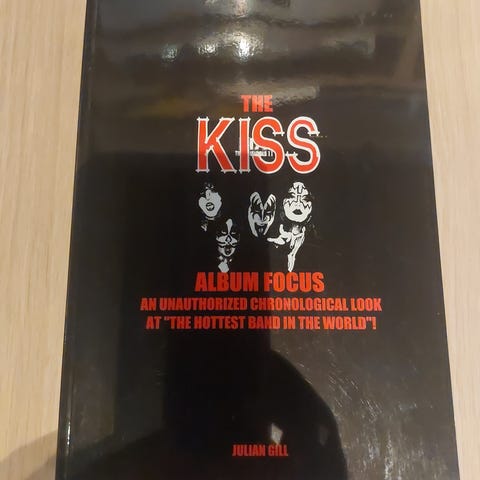 THE
KISS
ALBUM FOCUS
AN UNAUTHORIZED CHRONOLOGICAL LOOK
AT "THE HOTTEST BAND IN THE WORLD"!
JULIAN GILL